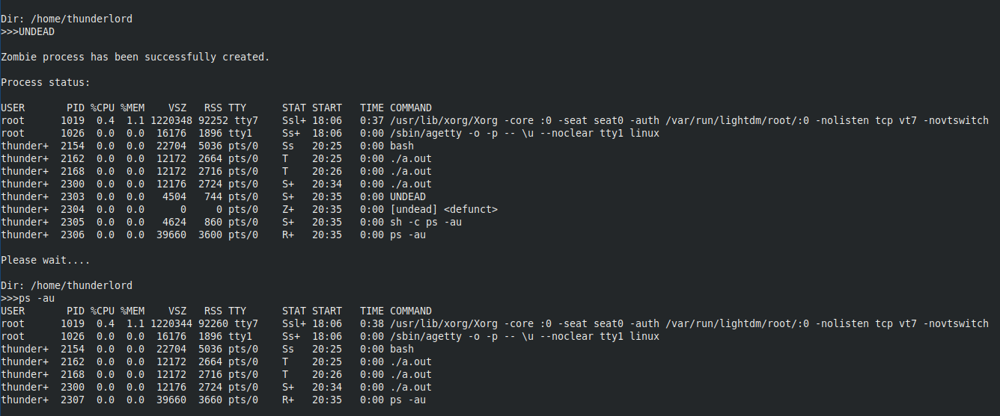 Dir: /home/thunderlord
>>>UNDEAD

Zombie process has been successfully created.

Process status:

USER       PID %CPU %MEM    VSZ   RSS TTY      STAT START   TIME COMMAND
root      1019  0.4  1.1 1220348 92252 tty7    Ssl+ 18:06   0:37 /usr/lib/xorg/Xorg -core :0 -seat seat0 -auth /var/run/lightdm/root/:0 -nolisten tcp vt7 -novtswitch
root      1026  0.0  0.0  16176  1896 tty1     Ss+  18:06   0:00 /sbin/agetty -o -p -- \u --noclear tty1 linux
thunder+  2154  0.0  0.0  22704  5036 pts/0    Ss   20:25   0:00 bash
thunder+  2162  0.0  0.0  12172  2664 pts/0    T    20:25   0:00 ./a.out
thunder+  2168  0.0  0.0  12172  2716 pts/0    T    20:26   0:00 ./a.out
thunder+  2300  0.0  0.0  12176  2724 pts/0    S+   20:34   0:00 ./a.out
thunder+  2303  0.0  0.0   4504   744 pts/0    S+   20:35   0:00 UNDEAD
thunder+  2304  0.0  0.0      0     0 pts/0    Z+   20:35   0:00 [undead] <defunct>
thunder+  2305  0.0  0.0   4624   860 pts/0    S+   20:35   0:00 sh -c ps -au
thunder+  2306  0.0  0.0  39660  3600 pts/0    R+   20:35   0:00 ps -au

Please wait....

Dir: /home/thunderlord
>>>ps -au
USER       PID %CPU %MEM    VSZ   RSS TTY      STAT START   TIME COMMAND
root      1019  0.4  1.1 1220344 92260 tty7    Ssl+ 18:06   0:38 /usr/lib/xorg/Xorg -core :0 -seat seat0 -auth /var/run/lightdm/root/:0 -nolisten tcp vt7 -novtswitch
root      1026  0.0  0.0  16176  1896 tty1     Ss+  18:06   0:00 /sbin/agetty -o -p -- \u --noclear tty1 linux
thunder+  2154  0.0  0.0  22704  5036 pts/0    Ss   20:25   0:00 bash
thunder+  2162  0.0  0.0  12172  2664 pts/0    T    20:25   0:00 ./a.out
thunder+  2168  0.0  0.0  12172  2716 pts/0    T    20:26   0:00 ./a.out
thunder+  2300  0.0  0.0  12176  2724 pts/0    S+   20:34   0:00 ./a.out
thunder+  2307  0.0  0.0  39660  3660 pts/0    R+   20:35   0:00 ps -au